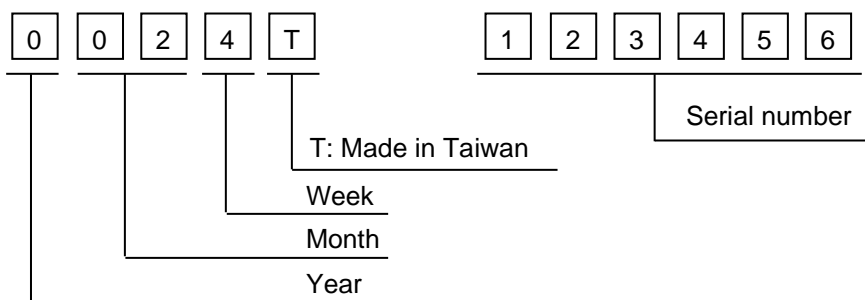 0 0 2 4 T 1 2 3 4 5 6
Serial number
T: Made in Taiwan
Week
Month
Year